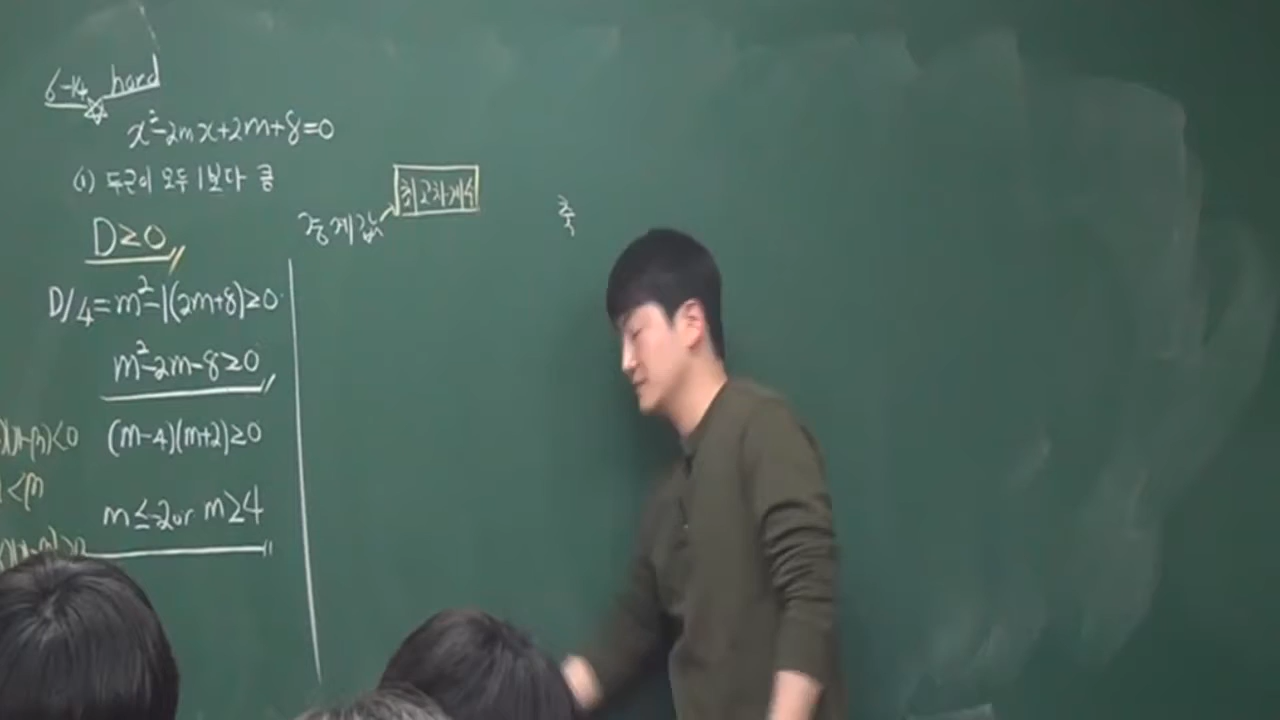 6-14 hard
x²-2mx+2m+8=0
(1) 두근이 모두 1보다 큼
D≥0
D/4=m²-1(2m+8)≥0
m²-2m-8≥0
(m-4)(m+2)≥0
m≤-2 or m≥4
경계값
최고차계수
축